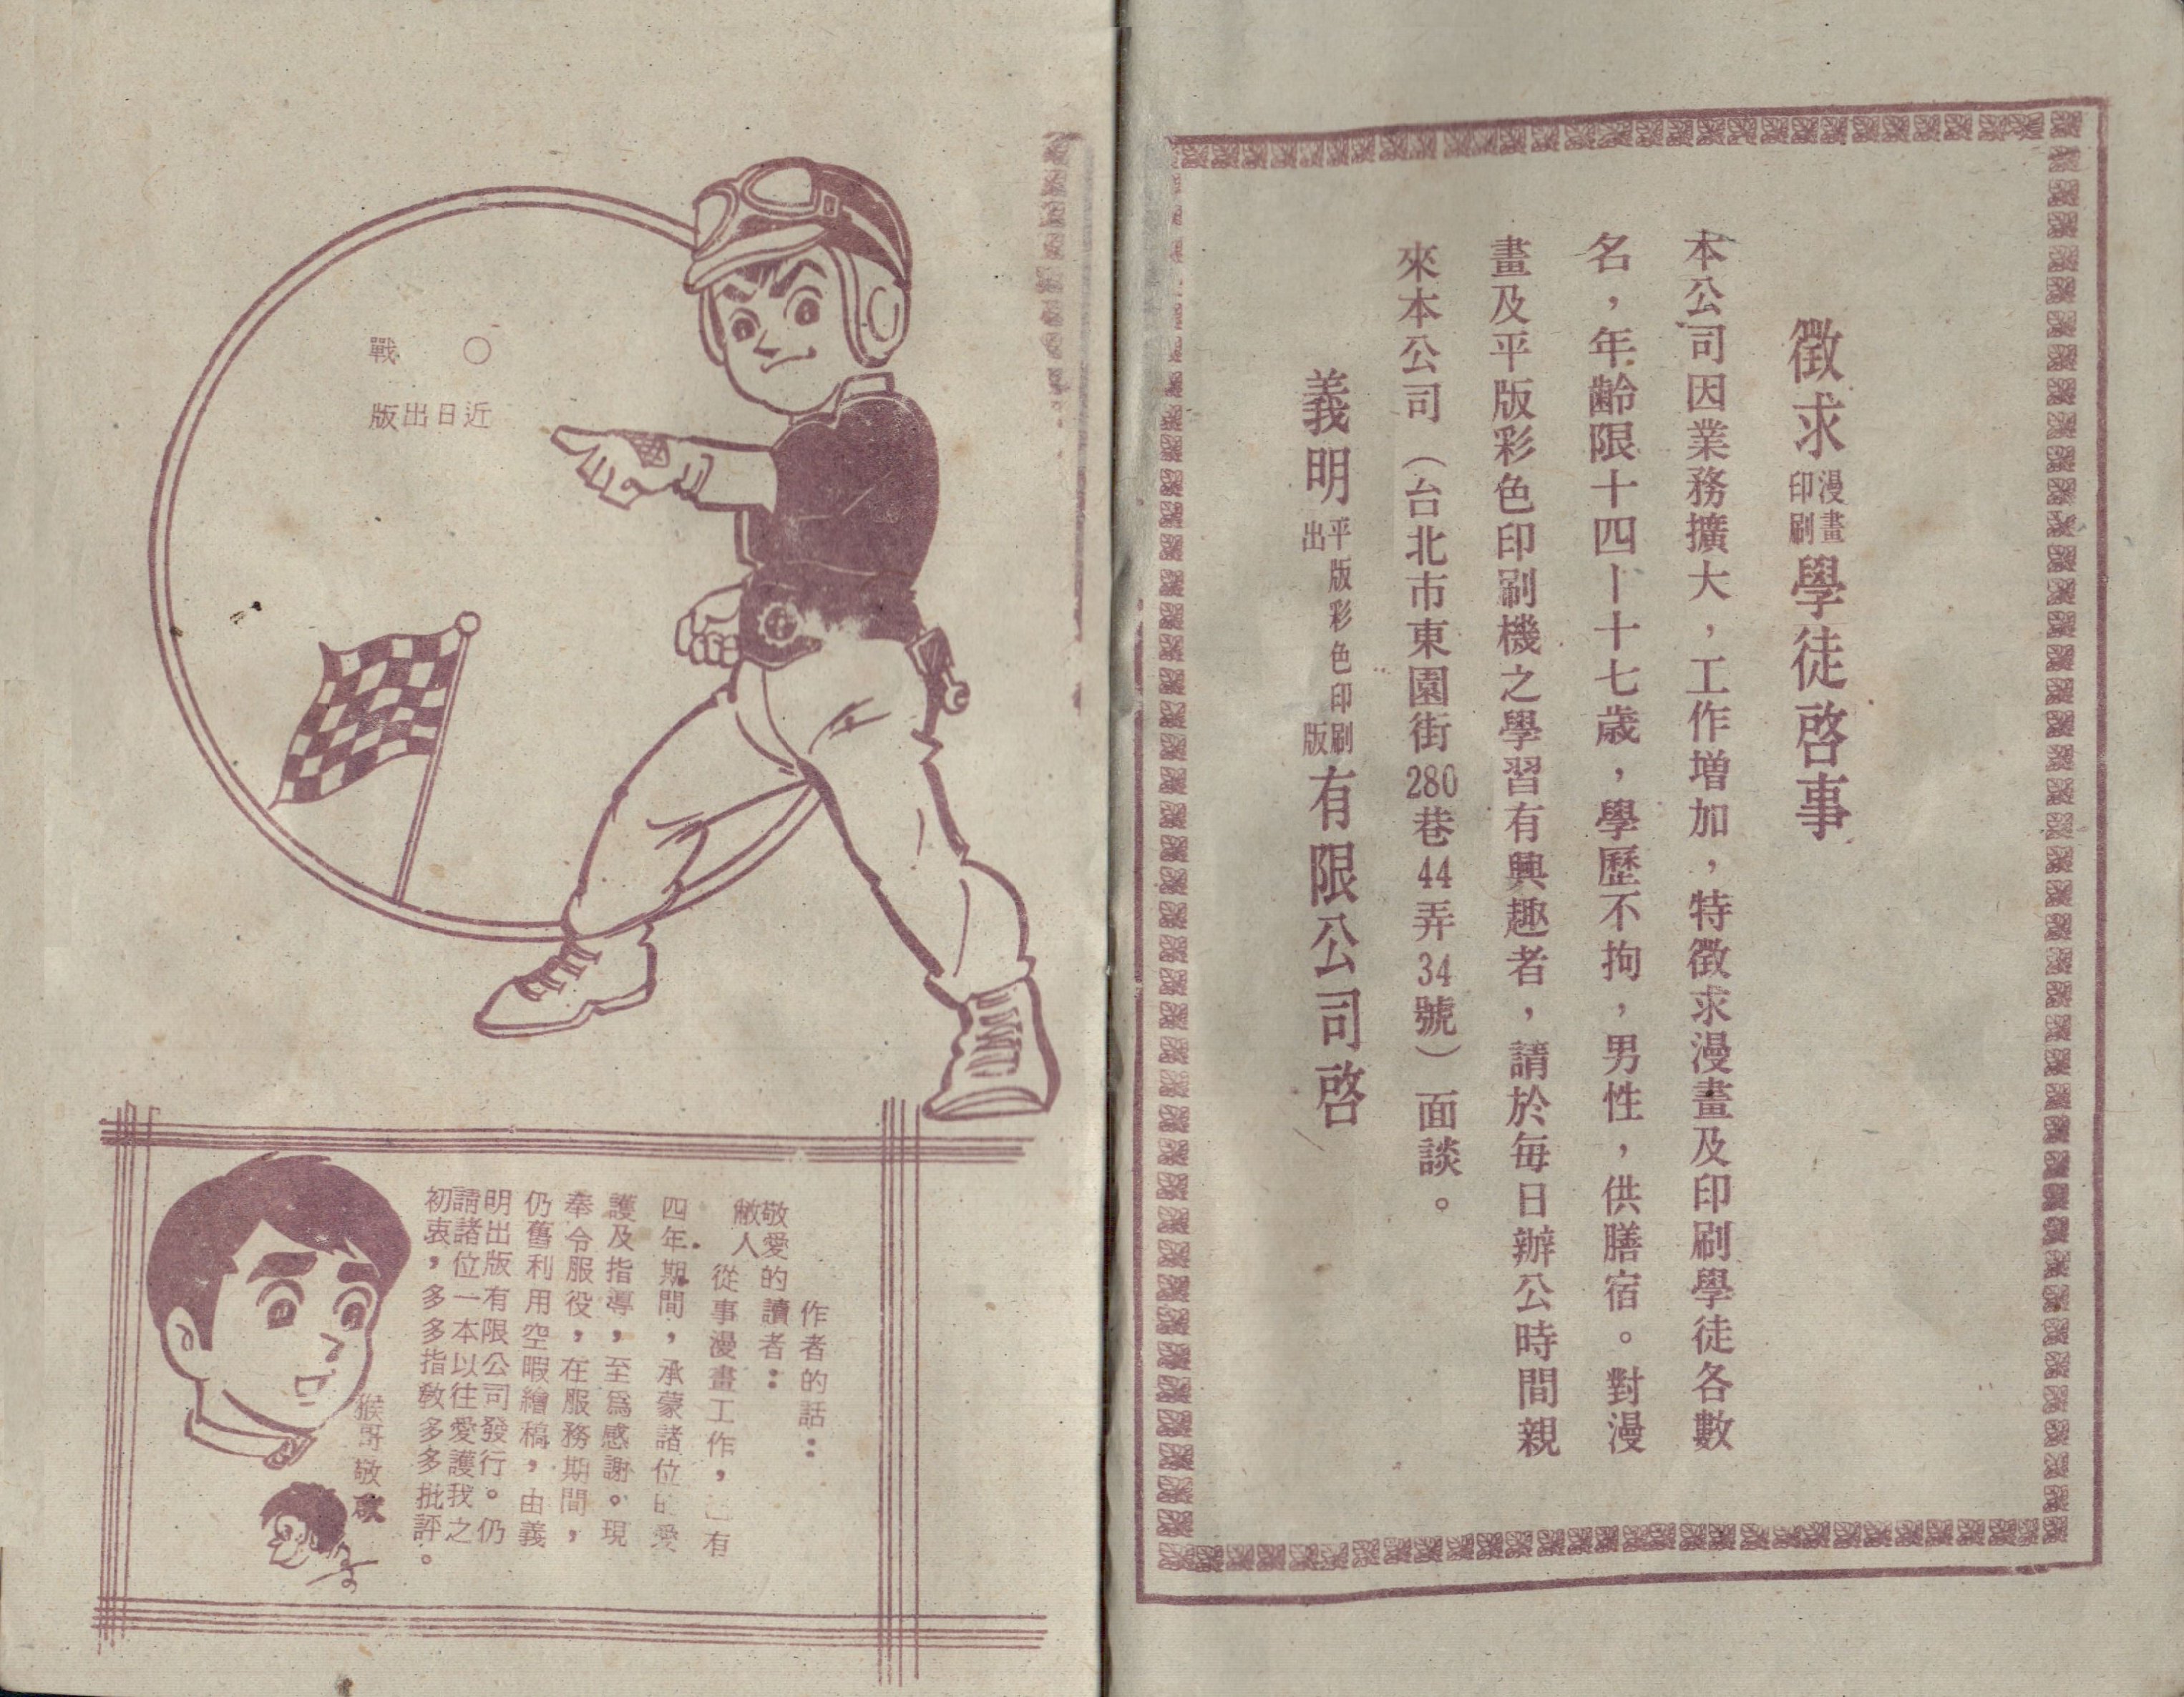 徵求漫畫印刷學徒啓事
本公司因業務擴大，工作增加，特徵求漫畫及印刷學徒各數
名，年齡限十四—十七歲，學歷不拘，男性，供膳宿。對漫
畫及平版彩色印刷機之學習有興趣者，請於每日辦公時間親
來本公司（台北市東園街280巷44弄34號）面談。
義明平版彩色印刷出版有限公司啓
〇戰
近日出版
作者的話：
敬愛的讀者：
敝人從事漫畫工作，有
四年期間，承蒙諸位的愛
護及指導，至爲感謝。現
奉令服役，在服務期間，
仍舊利用空暇繪稿，由義
明出版有限公司發行。仍
請諸位一本以往愛護我之
初衷，多多指教多多批評。
猴哥敬啟